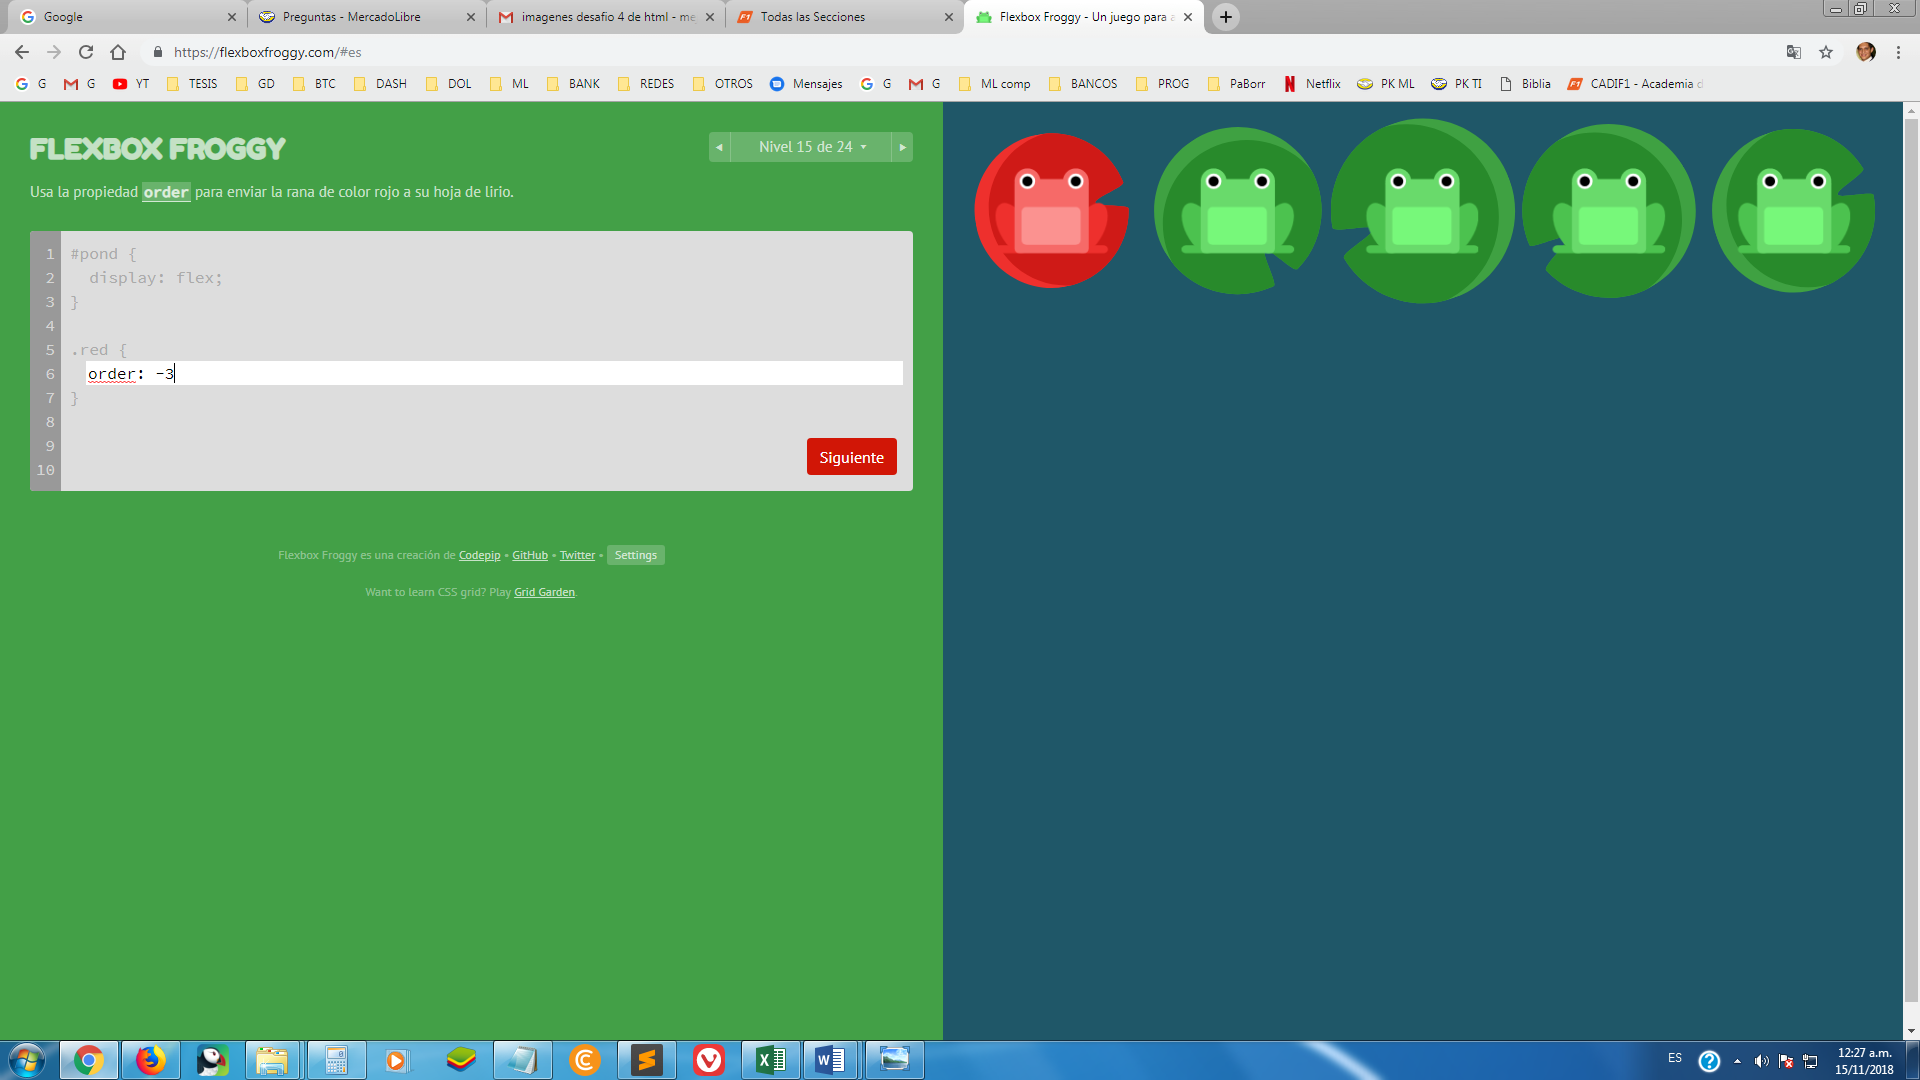 Google
Preguntas - MercadoLibre
imagenes desafio 4 de html - me
Todas las Secciones
Flexbox Froggy - Un juego para a
https://flexboxfroggy.com/#es
G
G
YT
TESIS
GD
BTC
DASH
DOL
ML
BANK
REDES
OTROS
Mensajes
G
G
ML comp
BANCOS
PROG
PaBorr
Netflix
PK ML
PK TI
Biblia
CADIF1 - Academia d
FLEXBOX FROGGY
Nivel 15 de 24
Usa la propiedad order para enviar la rana de color rojo a su hoja de lirio.
1 #pond {
2 display: flex;
3 }
4
5 .red {
6 order: -3
7 }
8
9
10
Siguiente
Flexbox Froggy es una creación de Codepip • GitHub • Twitter • Settings
Want to learn CSS grid? Play Grid Garden.
ES
12:27 a.m.
15/11/2018